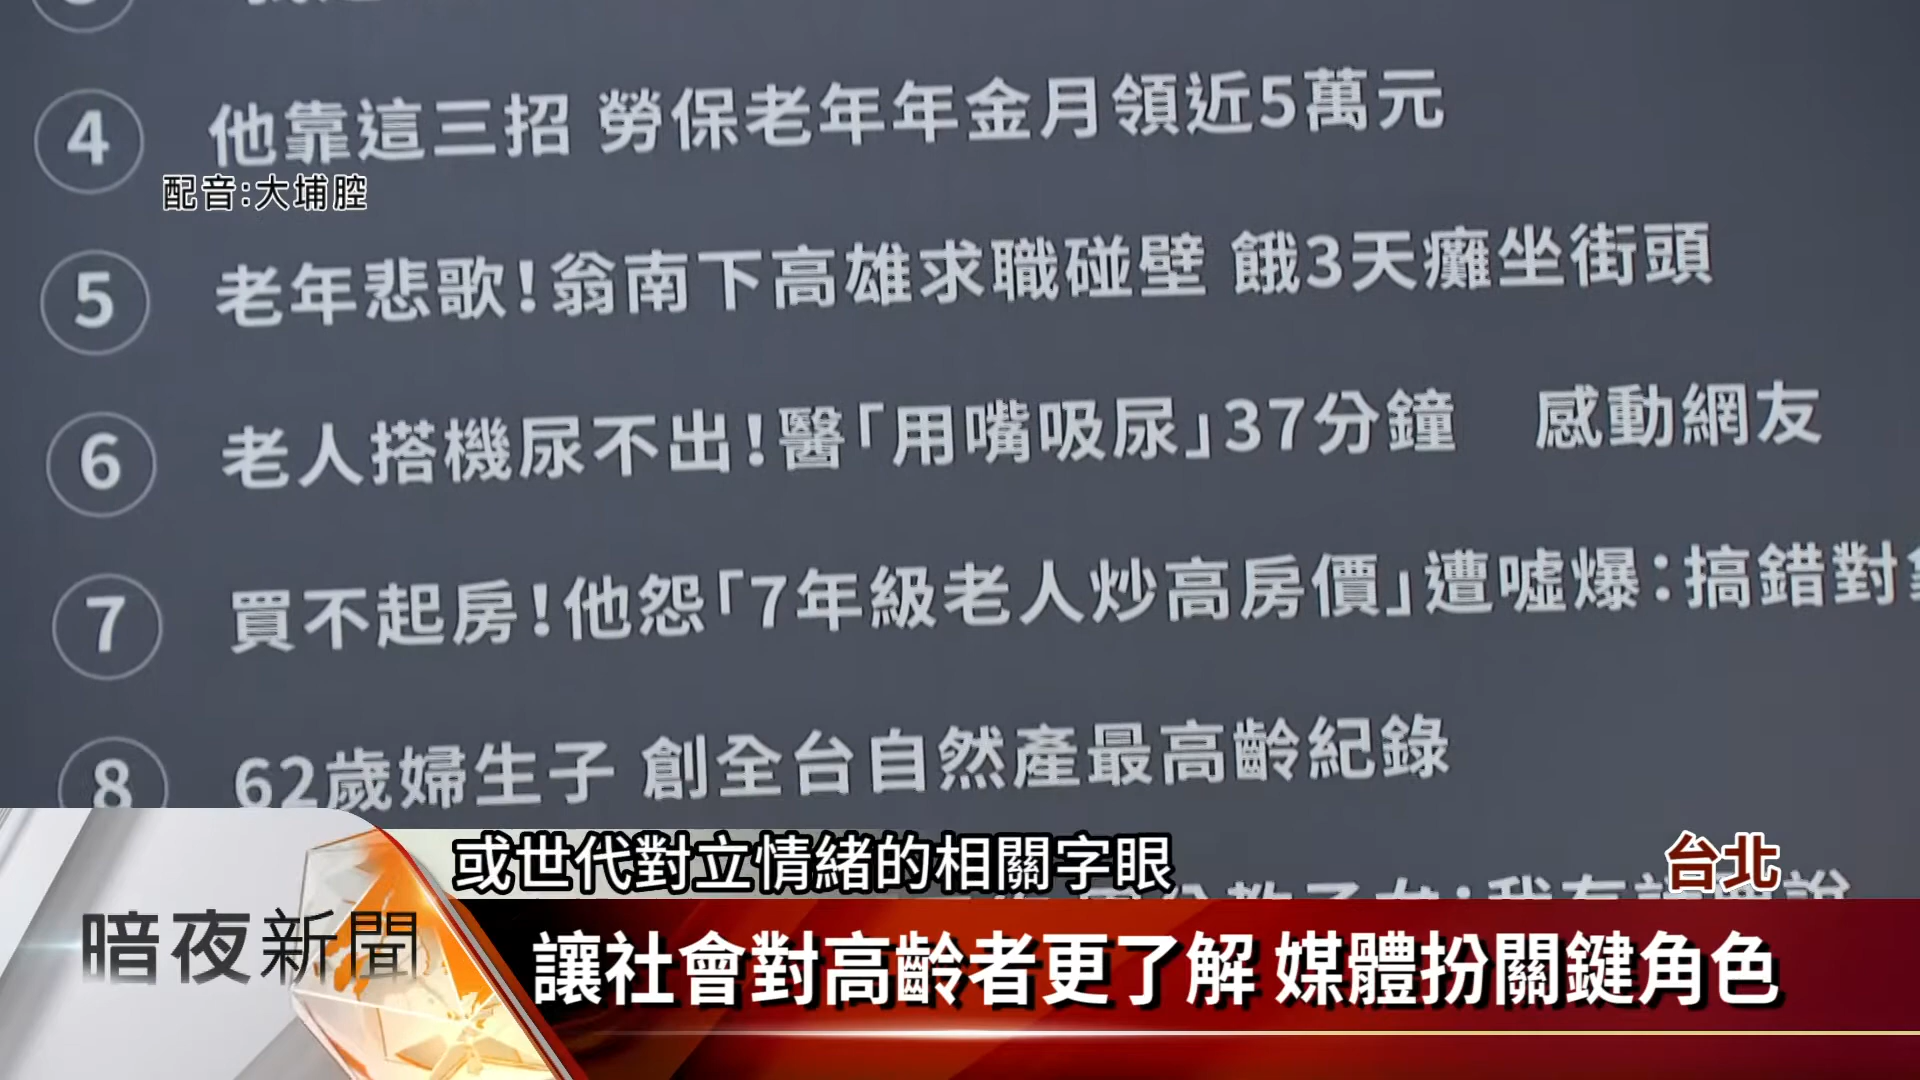 4 他靠這三招 勞保老年年金月領近5萬元
配音:大埔腔
5 老年悲歌！翁南下高雄求職碰壁 餓3天癱坐街頭
6 老人搭機尿不出！醫「用嘴吸尿」37分鐘 感動網友
7 買不起房！他怨「7年級老人炒高房價」遭噓爆：搞錯對
8 62歲婦生子 創全台自然產最高齡紀錄
或世代對立情緒的相關字眼
台北
暗夜新聞
讓社會對高齡者更了解 媒體扮關鍵角色